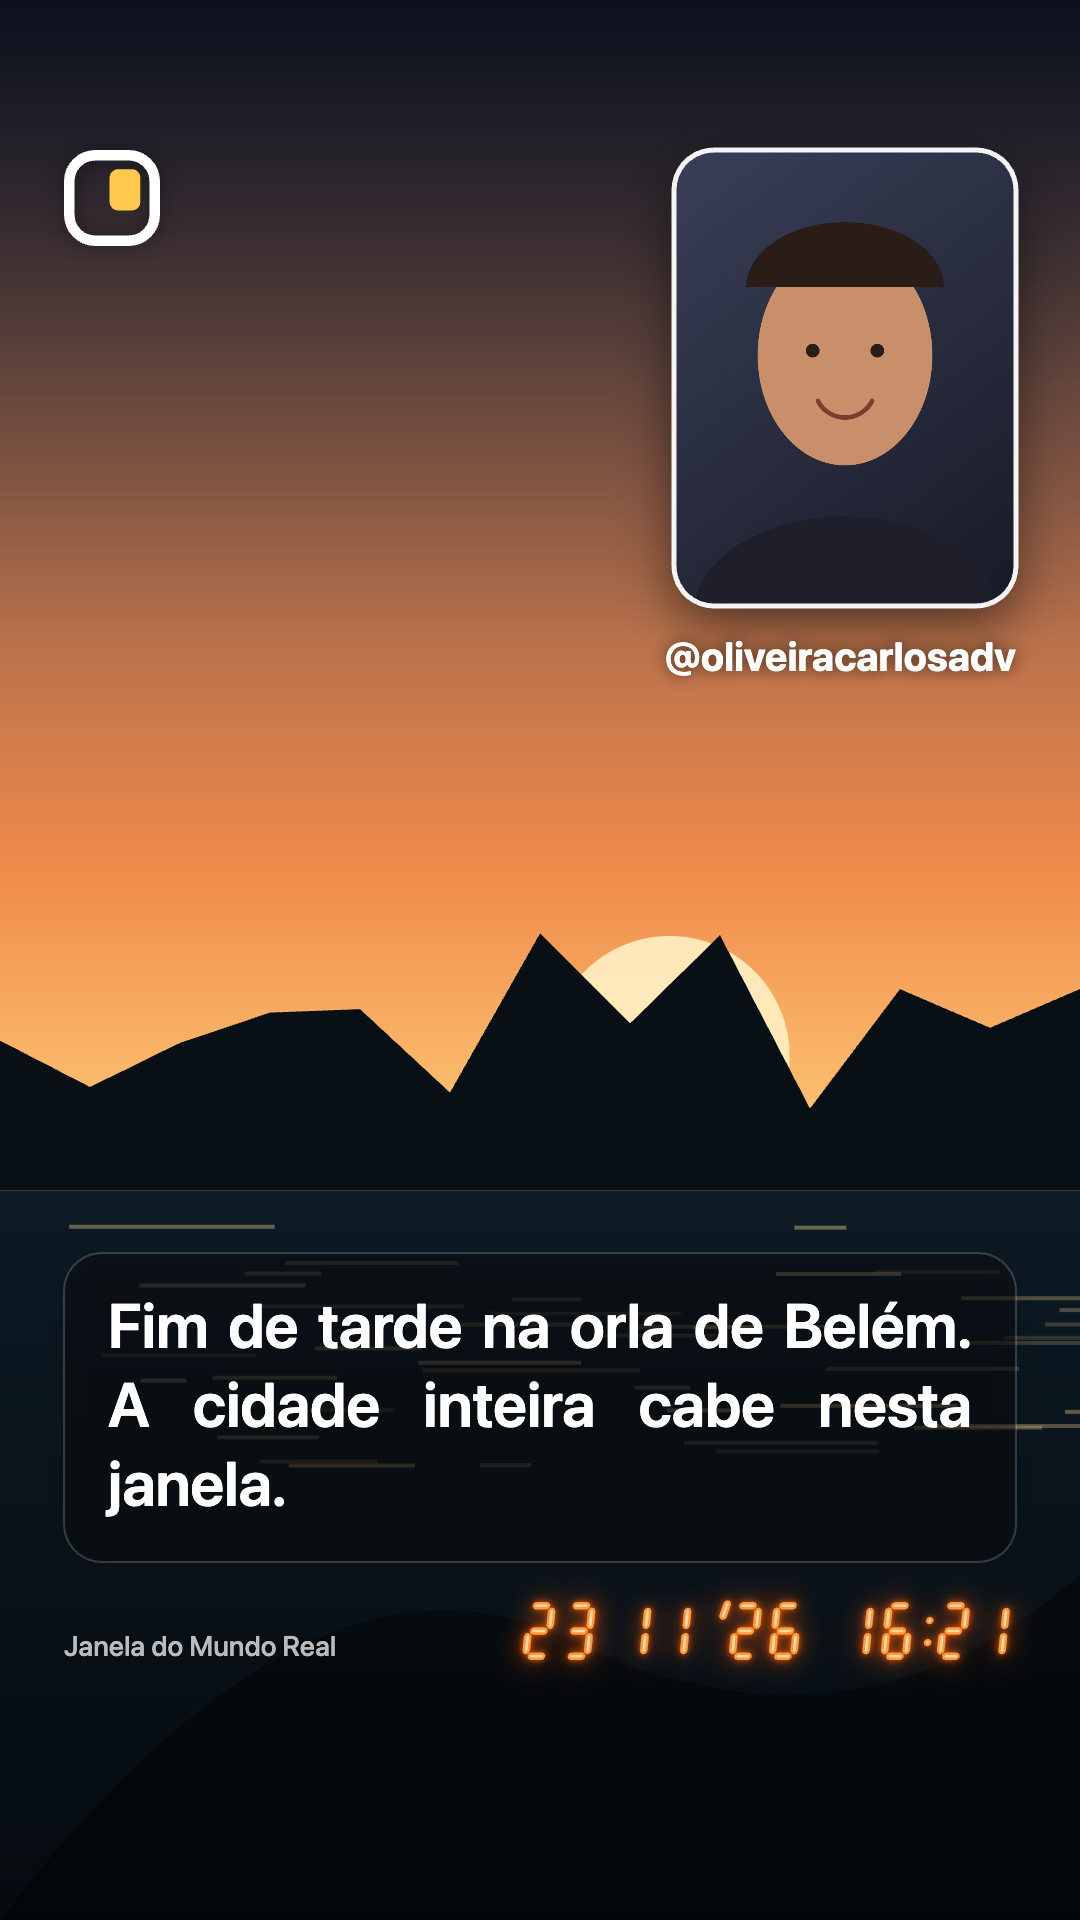 @oliveiracarlosadv
Fim de tarde na orla de Belém.
A cidade inteira cabe nesta
janela.
Janela do Mundo Real
23 11 '26 16:21